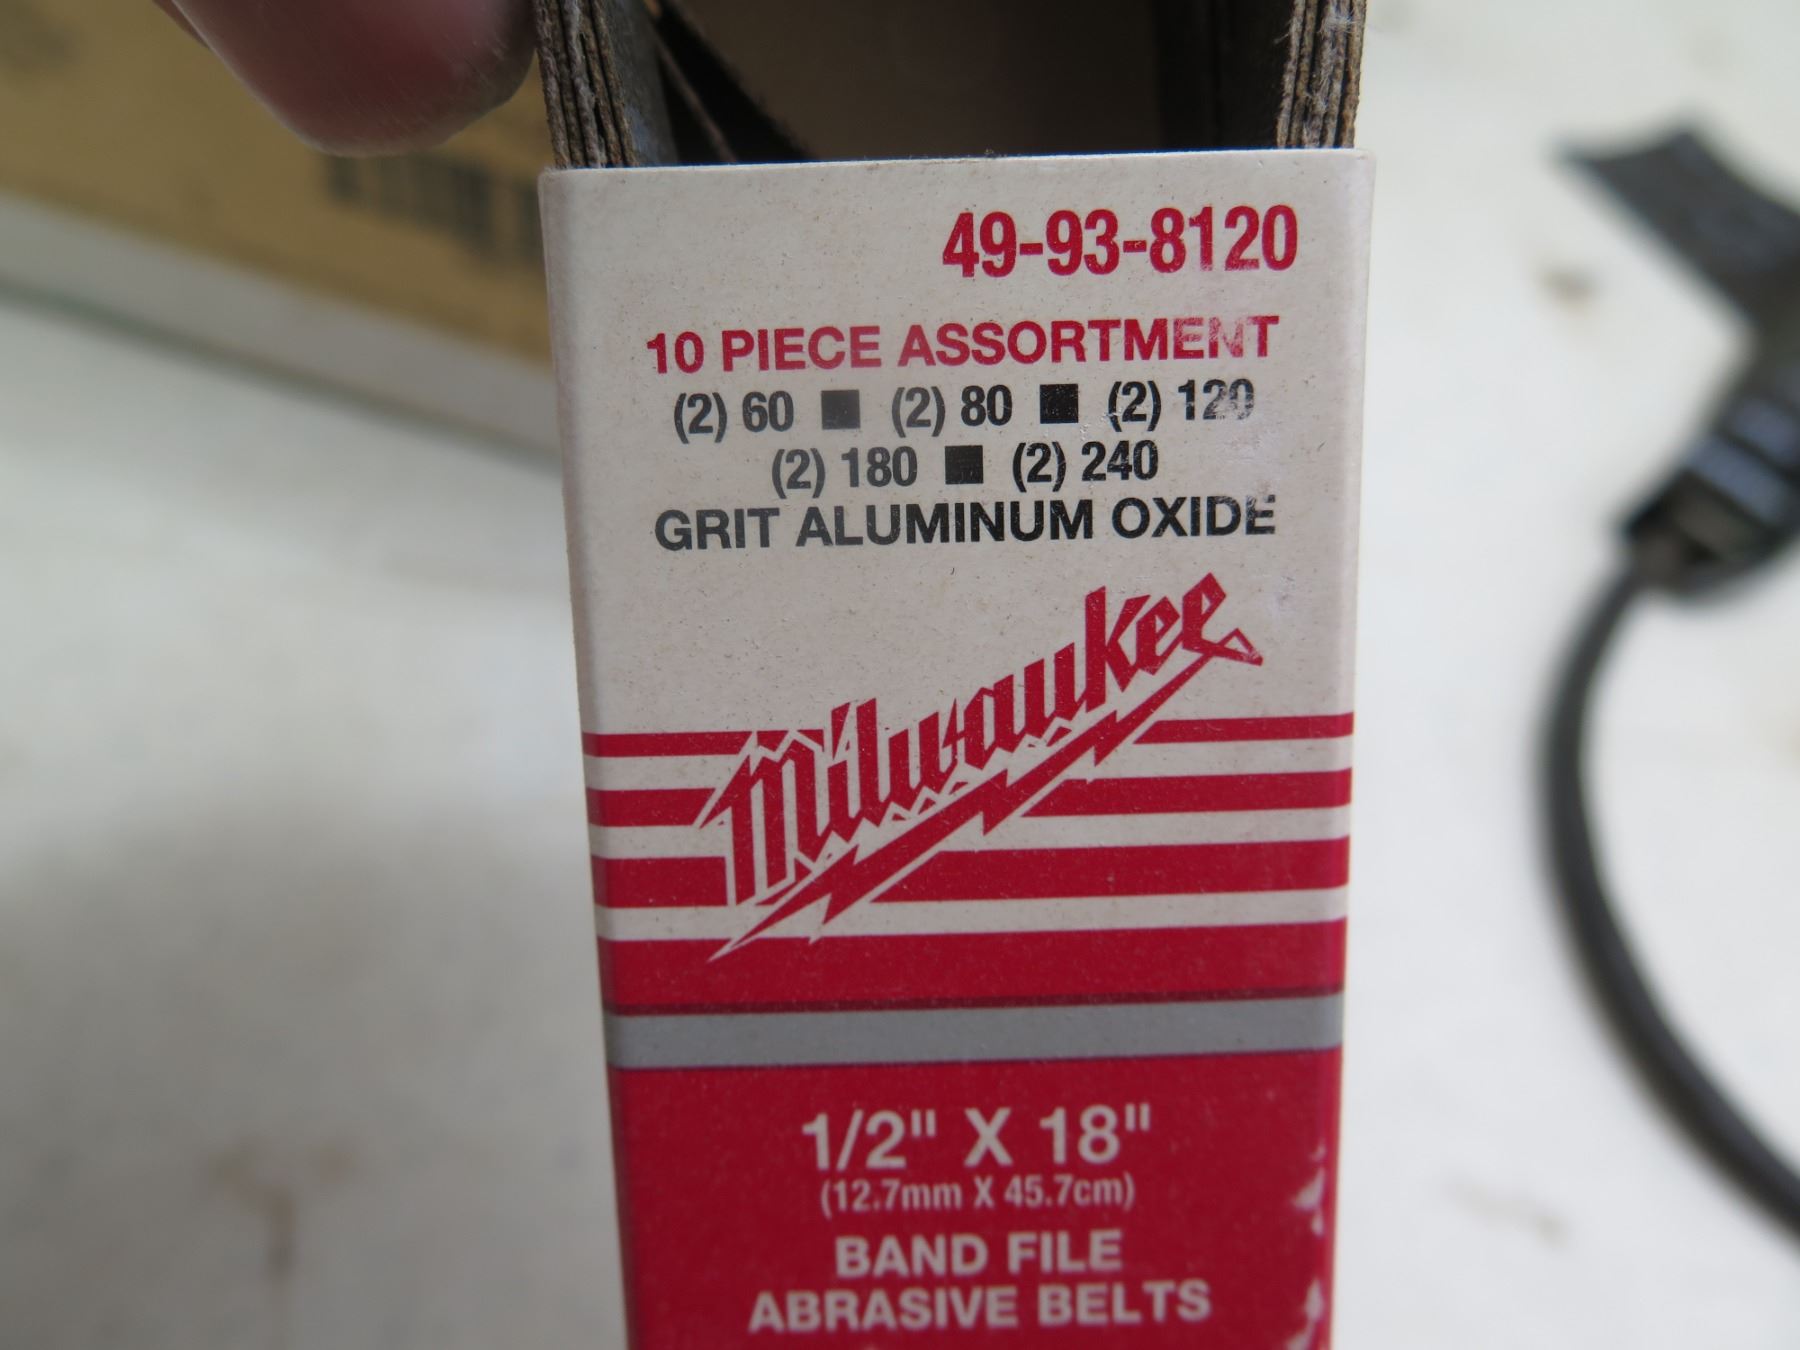 49-93-8120
10 PIECE ASSORTMENT
(2) 60 ■ (2) 80 ■ (2) 120
(2) 180 ■ (2) 240
GRIT ALUMINUM OXIDE
Milwaukee
1/2" X 18"
(12.7mm X 45.7cm)
BAND FILE
ABRASIVE BELTS